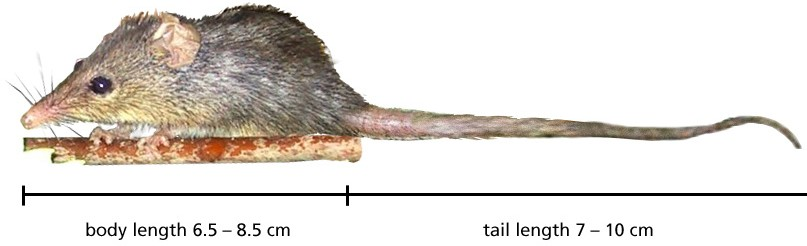 body length 6.5 – 8.5 cm tail length 7 – 10 cm